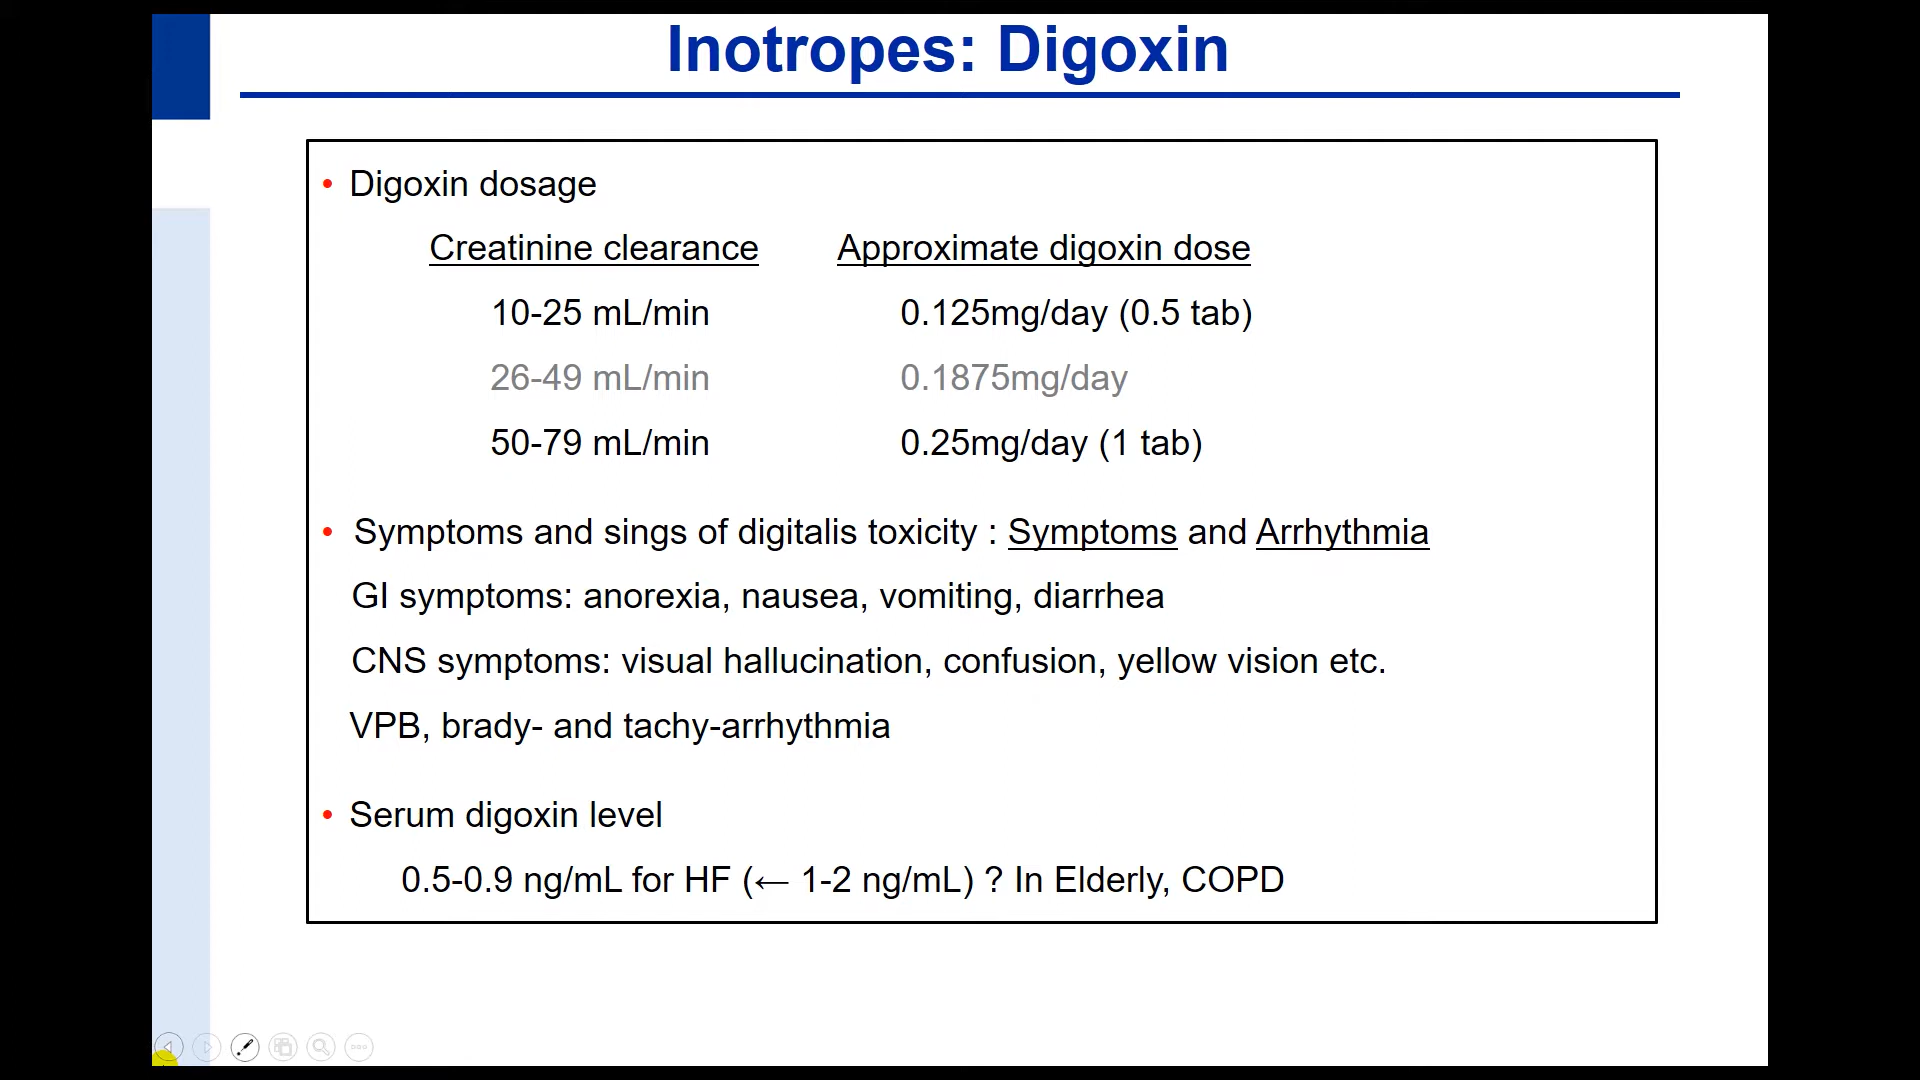 Inotropes: Digoxin
• Digoxin dosage
Creatinine clearance Approximate digoxin dose
10-25 mL/min 0.125mg/day (0.5 tab)
26-49 mL/min 0.1875mg/day
50-79 mL/min 0.25mg/day (1 tab)
• Symptoms and sings of digitalis toxicity : Symptoms and Arrhythmia
GI symptoms: anorexia, nausea, vomiting, diarrhea
CNS symptoms: visual hallucination, confusion, yellow vision etc.
VPB, brady- and tachy-arrhythmia
• Serum digoxin level
0.5-0.9 ng/mL for HF (← 1-2 ng/mL) ? In Elderly, COPD